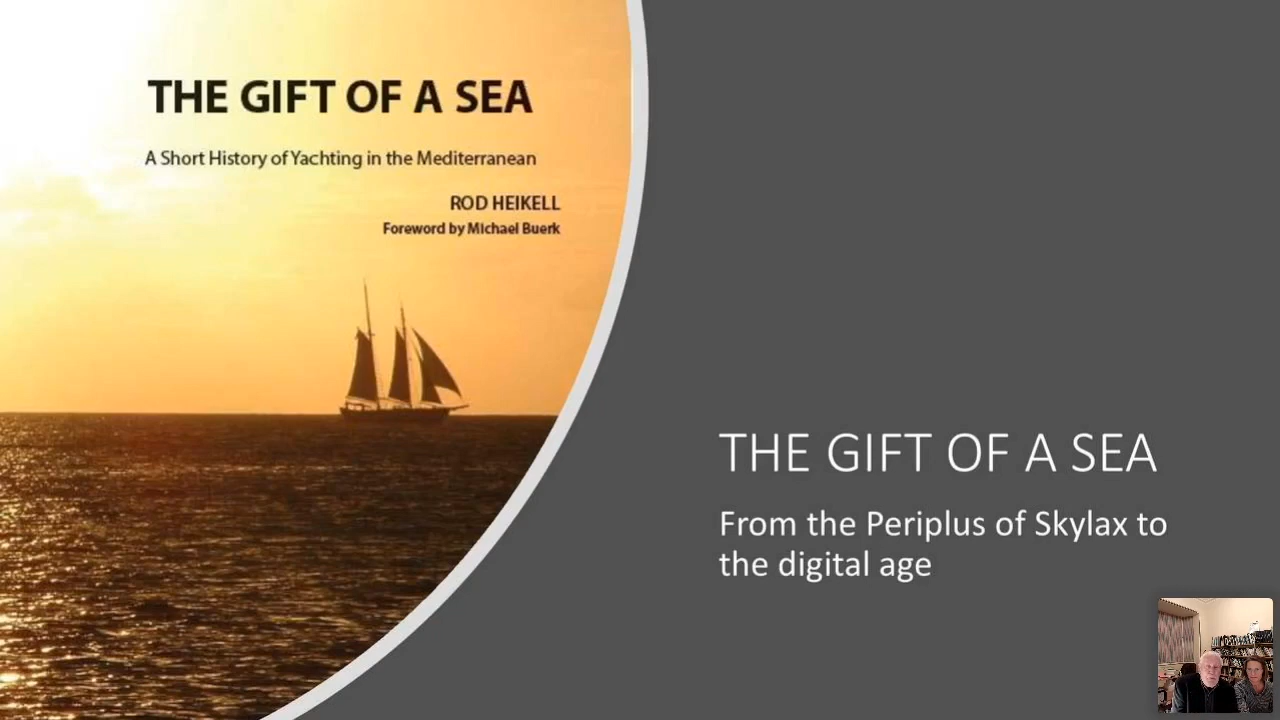 THE GIFT OF A SEA
A Short History of Yachting in the Mediterranean
ROD HEIKELL
Foreword by Michael Buerk
THE GIFT OF A SEA
From the Periplus of Skylax to
the digital age